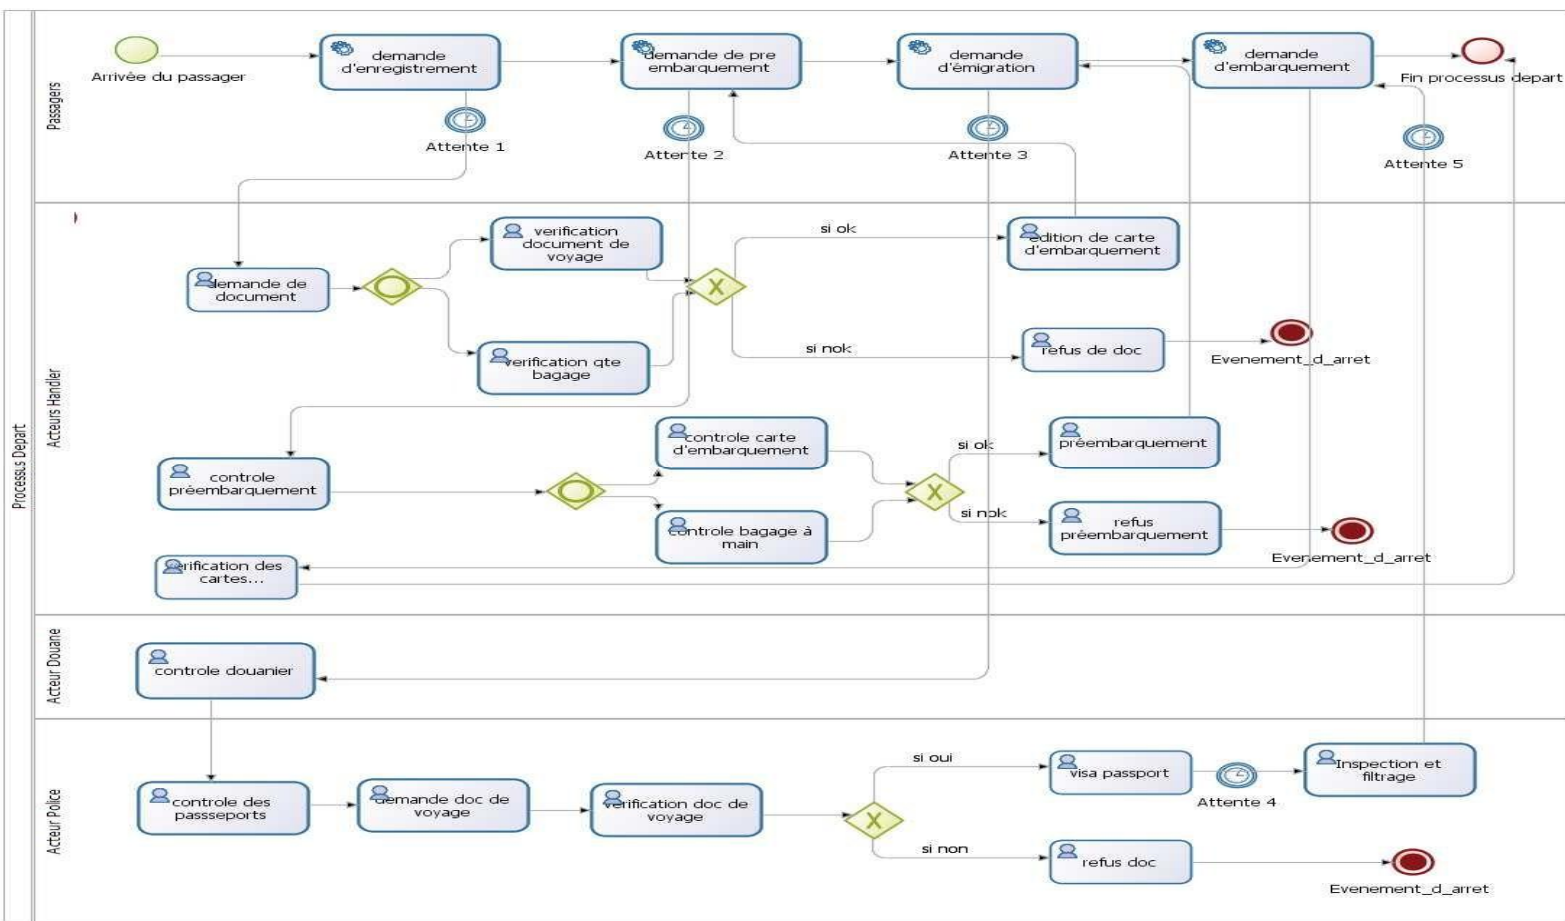 Processus Depart
Passagers
Arrivée du passager
demande
d'enregistrement
demande de pre
embarquement
demande
d'émigration
demande
d'embarquement
Fin processus depart
Attente 1
Attente 2
Attente 3
Attente 5
Acteurs Handler
demande de
document
verification
document de
voyage
verification qte
bagage
X
si ok
si nok
edition de carte
d'embarquement
refus de doc
Evenement_d_arret
controle
préembarquement
controle carte
d'embarquement
controle bagage à
main
X
si ok
si nok
préembarquement
refus
préembarquement
Evenement_d_arret
verification des
cartes...
Acteur Douane
controle douanier
Acteur Police
controle des
passseports
demande doc de
voyage
verification doc de
voyage
X
si oui
si non
visa passport
Attente 4
Inspection et
filtrage
refus doc
Evenement_d_arret